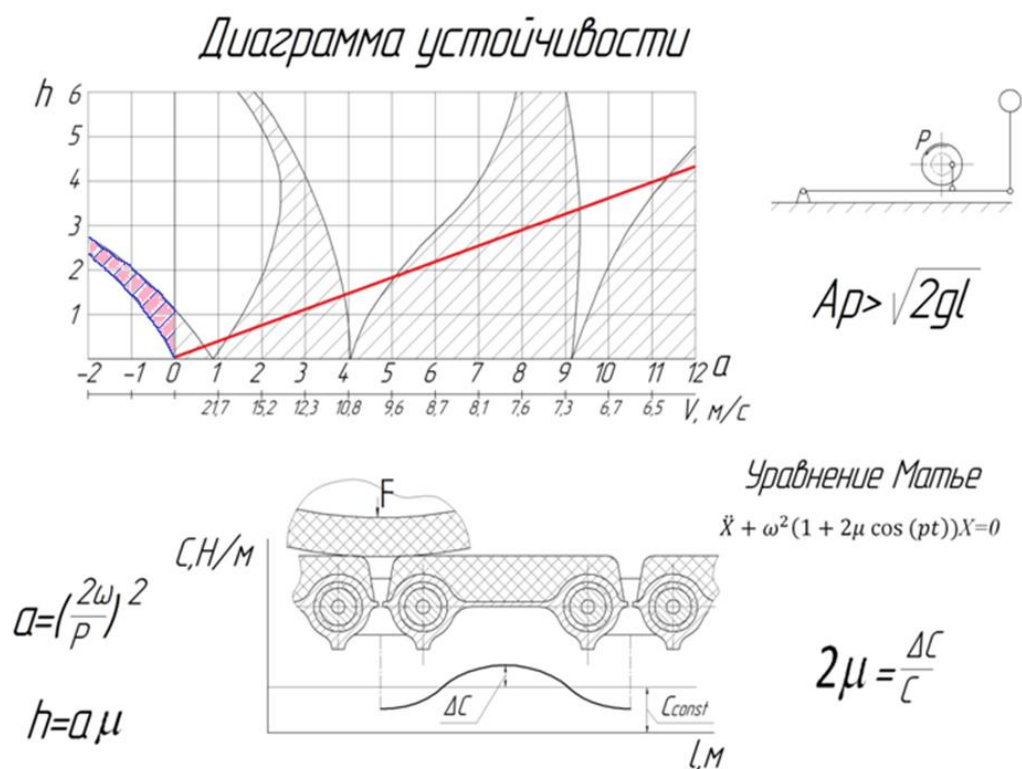 Диаграмма устойчивости
h
6
5
4
3
2
1
-2 -1 0 1 2 3 4 5 6 7 8 9 10 11 12 a
21,7 15,2 12,3 10,8 9,6 8,7 8,1 7,6 7,3 6,7 6,5 V, м/с
P
Ap> √2gl
Уравнение Матье
Ẍ + ω²(1 + 2μ cos (pt))X=0
F
C,H/м
a=(2ω/P)²
h=aμ
ΔC
Cconst
l,м
2μ=ΔC/C